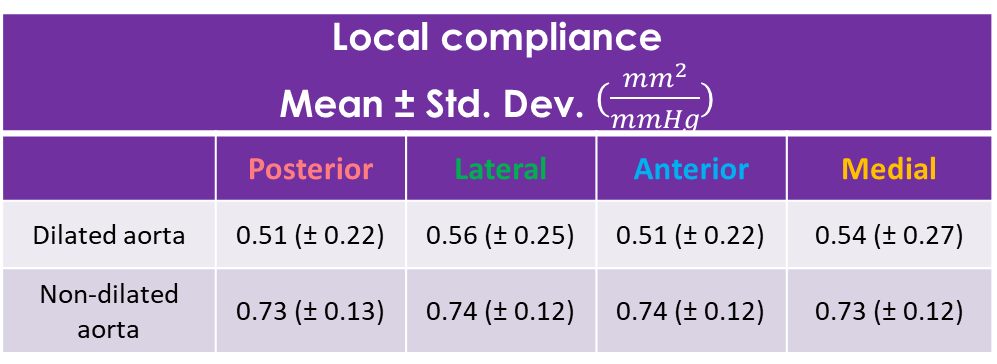 Local compliance
Mean ± Std. Dev. (mm²/mmHg)
Posterior Lateral Anterior Medial
Dilated aorta 0.51 (± 0.22) 0.56 (± 0.25) 0.51 (± 0.22) 0.54 (± 0.27)
Non-dilated
aorta 0.73 (± 0.13) 0.74 (± 0.12) 0.74 (± 0.12) 0.73 (± 0.12)